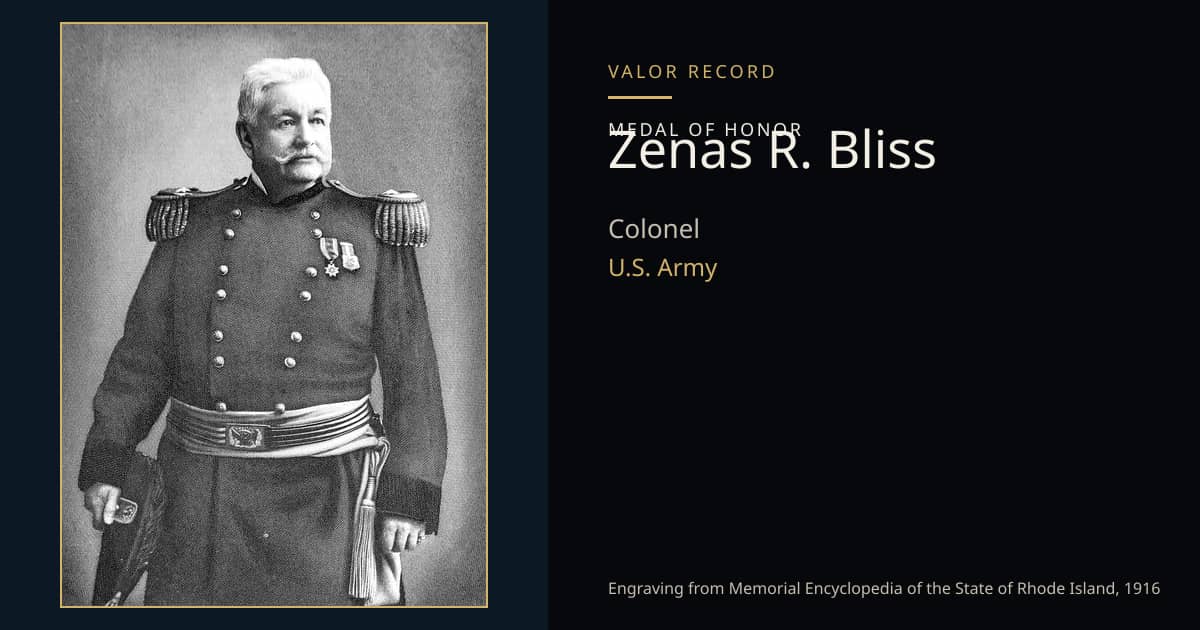 VALOR RECORD
MEDAL OF HONOR
Zenas R. Bliss
Colonel
U.S. Army
Engraving from Memorial Encyclopedia of the State of Rhode Island, 1916